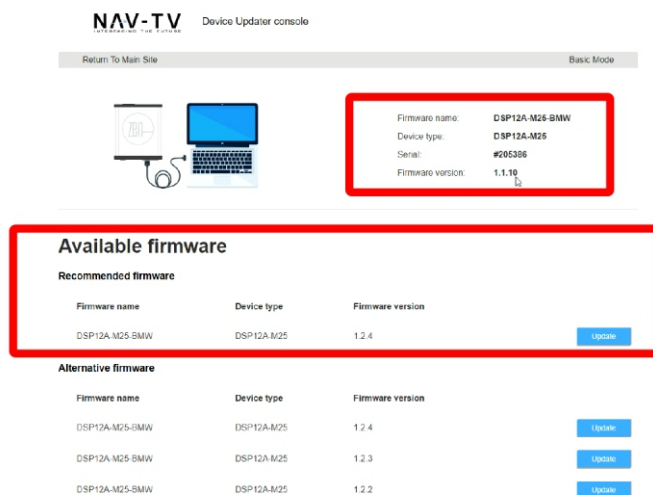 NAV-TV Device Updater console
INTERFACING THE FUTURE
Return To Main Site Basic Mode
Firmware name: DSP12A-M25-BMW
Device type: DSP12A-M25
Serial: #205386
Firmware version: 1.1.10
Available firmware
Recommended firmware
Firmware name Device type Firmware version
DSP12A-M25-BMW DSP12A-M25 1.2.4 Update
Alternative firmware
Firmware name Device type Firmware version
DSP12A-M25-BMW DSP12A-M25 1.2.4 Update
DSP12A-M25-BMW DSP12A-M25 1.2.3 Update
DSP12A-M25-BMW DSP12A-M25 1.2.2 Update